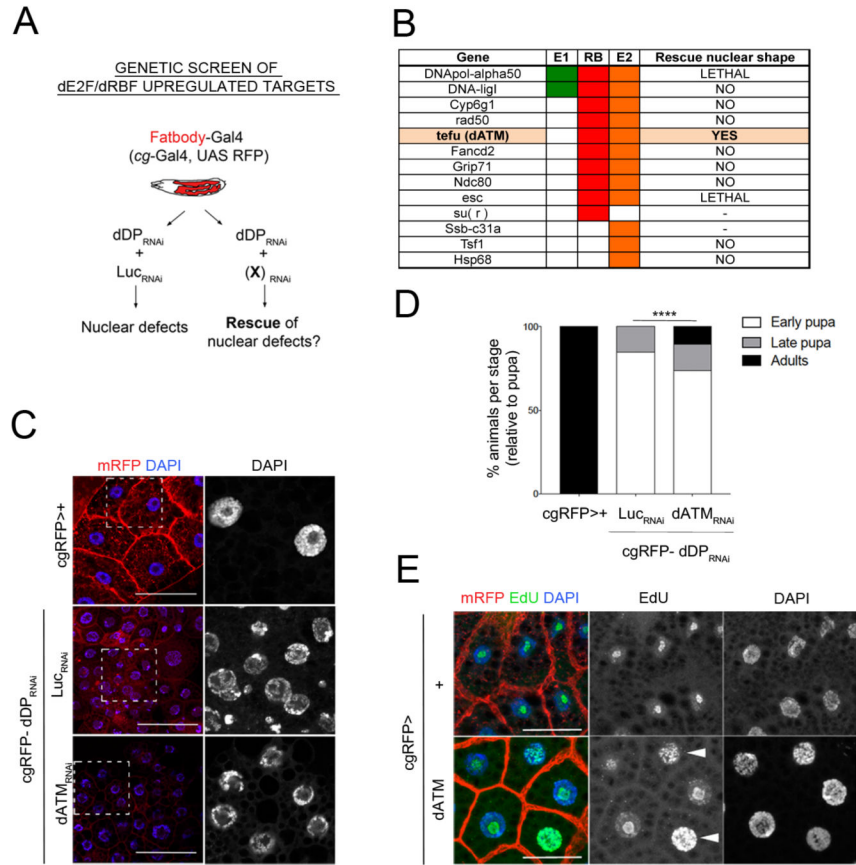 A
GENETIC SCREEN OF
dE2F/dRBF UPREGULATED TARGETS
Fatbody-Gal4
(cg-Gal4, UAS RFP)
dDPRNAi dDPRNAi
+ +
LucRNAi (X) RNAi
Nuclear defects Rescue of
nuclear defects?
B
Gene E1 RB E2 Rescue nuclear shape
DNApol-alpha50 LETHAL
DNA-ligI NO
Cyp6g1 NO
rad50 NO
tefu (dATM) YES
Fancd2 NO
Grip71 NO
Ndc80 NO
esc LETHAL
su( r ) -
Ssb-c31a -
Tsf1 NO
Hsp68 NO
C
mRFP DAPI DAPI
cgRFP>+
cgRFP- dDPRNAi
LucRNAi
dATMRNAi
D
% animals per stage
(relative to pupa)
100
50
0
****
Early pupa
Late pupa
Adults
cgRFP>+ LucRNAi dATMRNAi
cgRFP- dDPRNAi
E
mRFP EdU DAPI EdU DAPI
cgRFP>
+
dATM